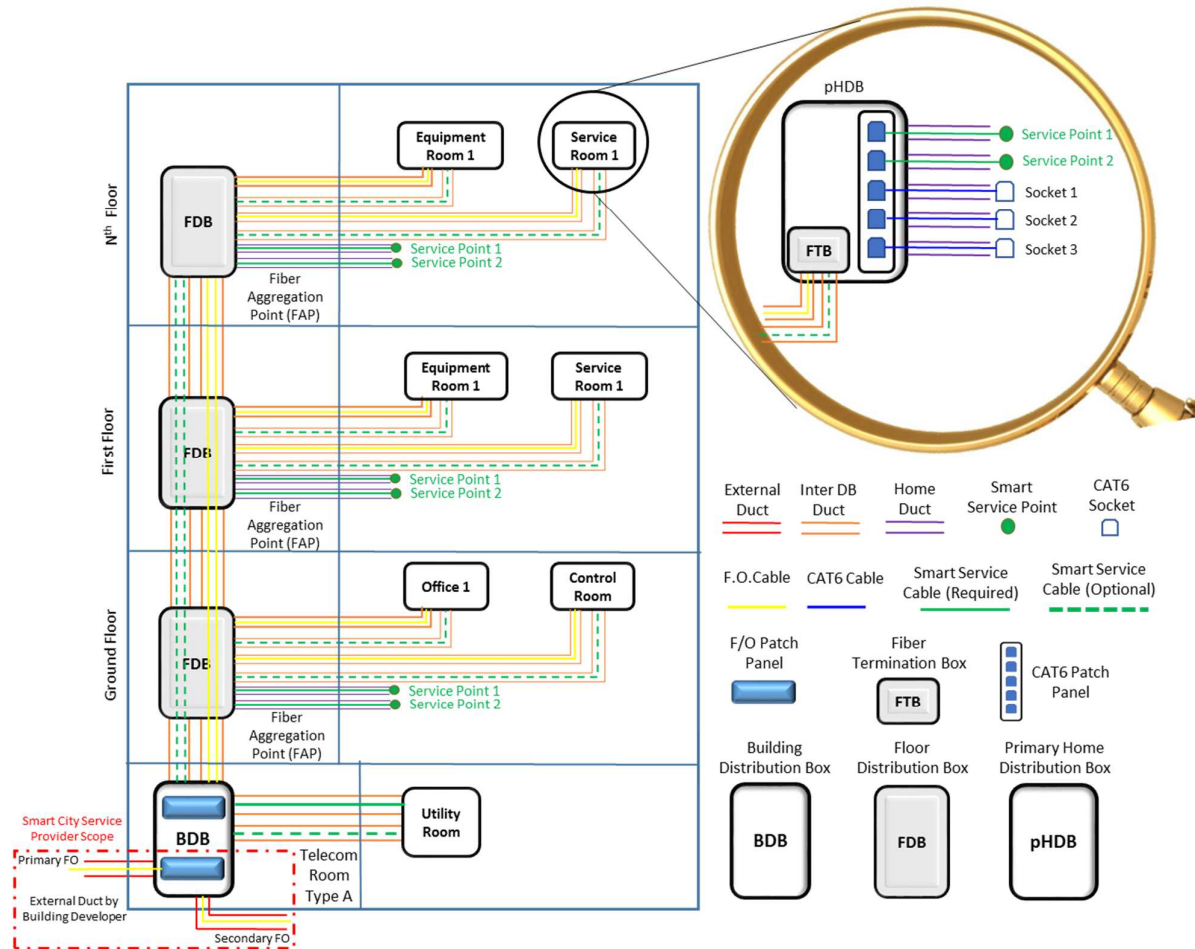 pHDB
Service Point 1
Service Point 2
Socket 1
Socket 2
Socket 3
FTB
Nth Floor
FDB
Equipment
Room 1
Service
Room 1
Service Point 1
Service Point 2
Fiber
Aggregation
Point (FAP)
First Floor
FDB
Equipment
Room 1
Service
Room 1
Service Point 1
Service Point 2
Fiber
Aggregation
Point (FAP)
Ground Floor
FDB
Office 1
Control
Room
Service Point 1
Service Point 2
Fiber
Aggregation
Point (FAP)
BDB
Utility
Room
Telecom
Room
Type A
Smart City Service
Provider Scope
Primary FO
External Duct by
Building Developer
Secondary FO
External
Duct
Inter DB
Duct
Home
Duct
Smart
Service Point
CAT6
Socket
F.O.Cable
CAT6 Cable
Smart Service
Cable (Required)
Smart Service
Cable (Optional)
F/O Patch
Panel
Fiber
Termination Box
FTB
CAT6 Patch
Panel
Building
Distribution Box
BDB
Floor
Distribution Box
FDB
Primary Home
Distribution Box
pHDB